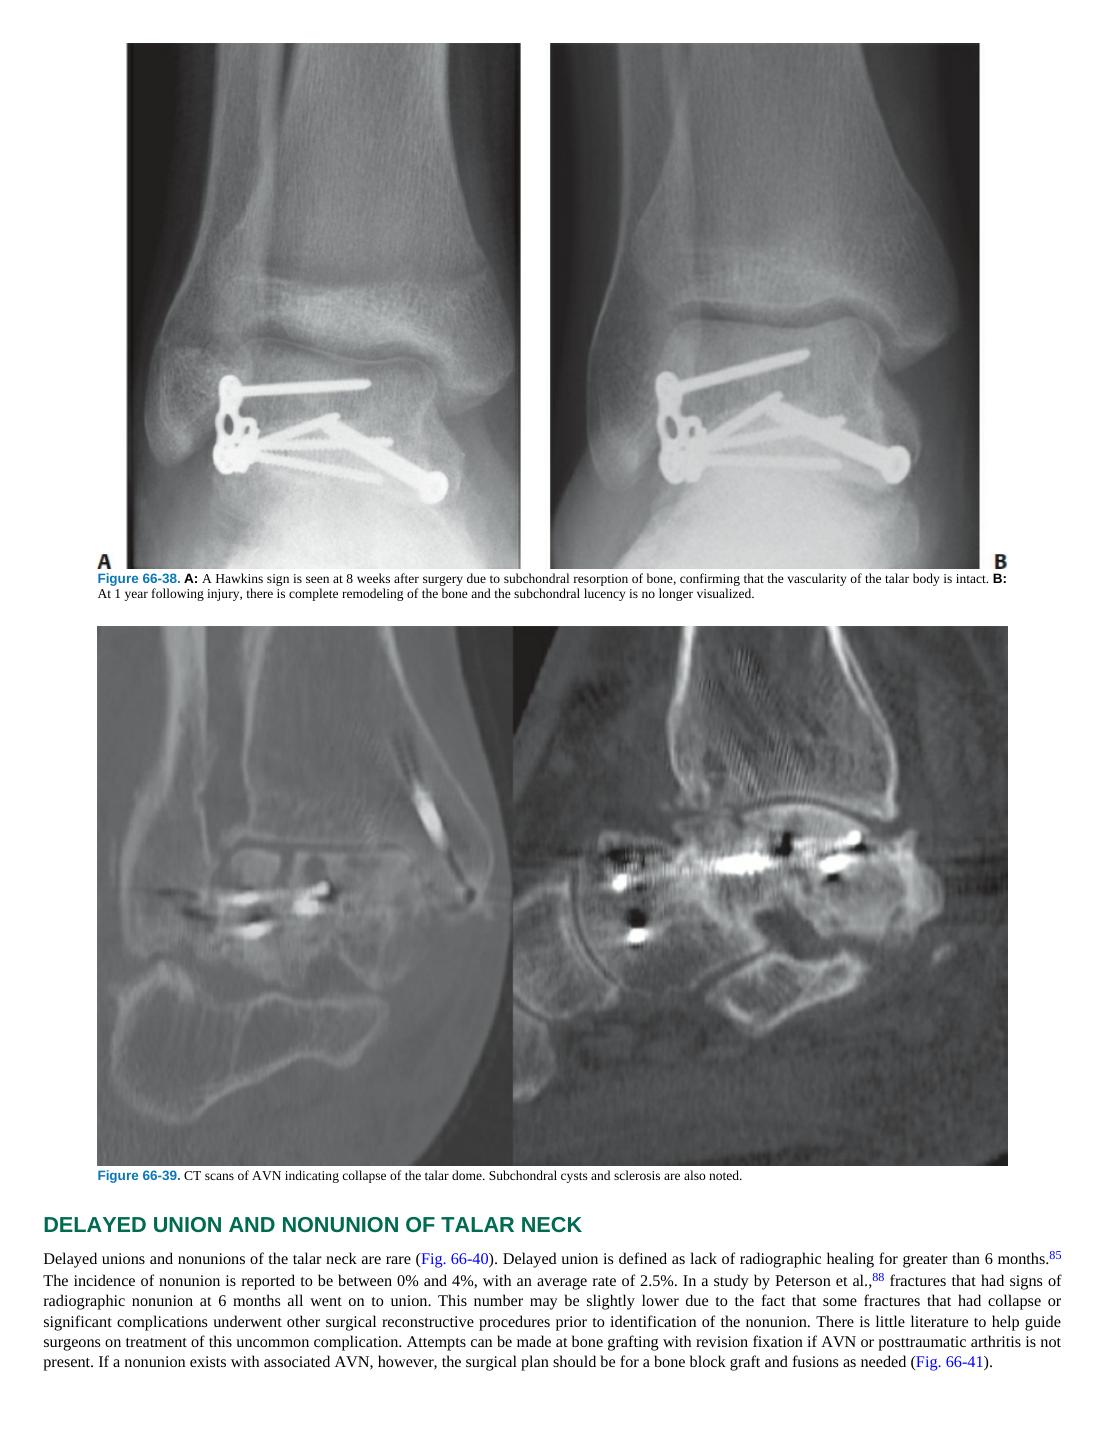 A
B
Figure 66-38. A: A Hawkins sign is seen at 8 weeks after surgery due to subchondral resorption of bone, confirming that the vascularity of the talar body is intact. B:
At 1 year following injury, there is complete remodeling of the bone and the subchondral lucency is no longer visualized.
Figure 66-39. CT scans of AVN indicating collapse of the talar dome. Subchondral cysts and sclerosis are also noted.
DELAYED UNION AND NONUNION OF TALAR NECK
Delayed unions and nonunions of the talar neck are rare (Fig. 66-40). Delayed union is defined as lack of radiographic healing for greater than 6 months.85
The incidence of nonunion is reported to be between 0% and 4%, with an average rate of 2.5%. In a study by Peterson et al.,88 fractures that had signs of
radiographic nonunion at 6 months all went on to union. This number may be slightly lower due to the fact that some fractures that had collapse or
significant complications underwent other surgical reconstructive procedures prior to identification of the nonunion. There is little literature to help guide
surgeons on treatment of this uncommon complication. Attempts can be made at bone grafting with revision fixation if AVN or posttraumatic arthritis is not
present. If a nonunion exists with associated AVN, however, the surgical plan should be for a bone block graft and fusions as needed (Fig. 66-41).